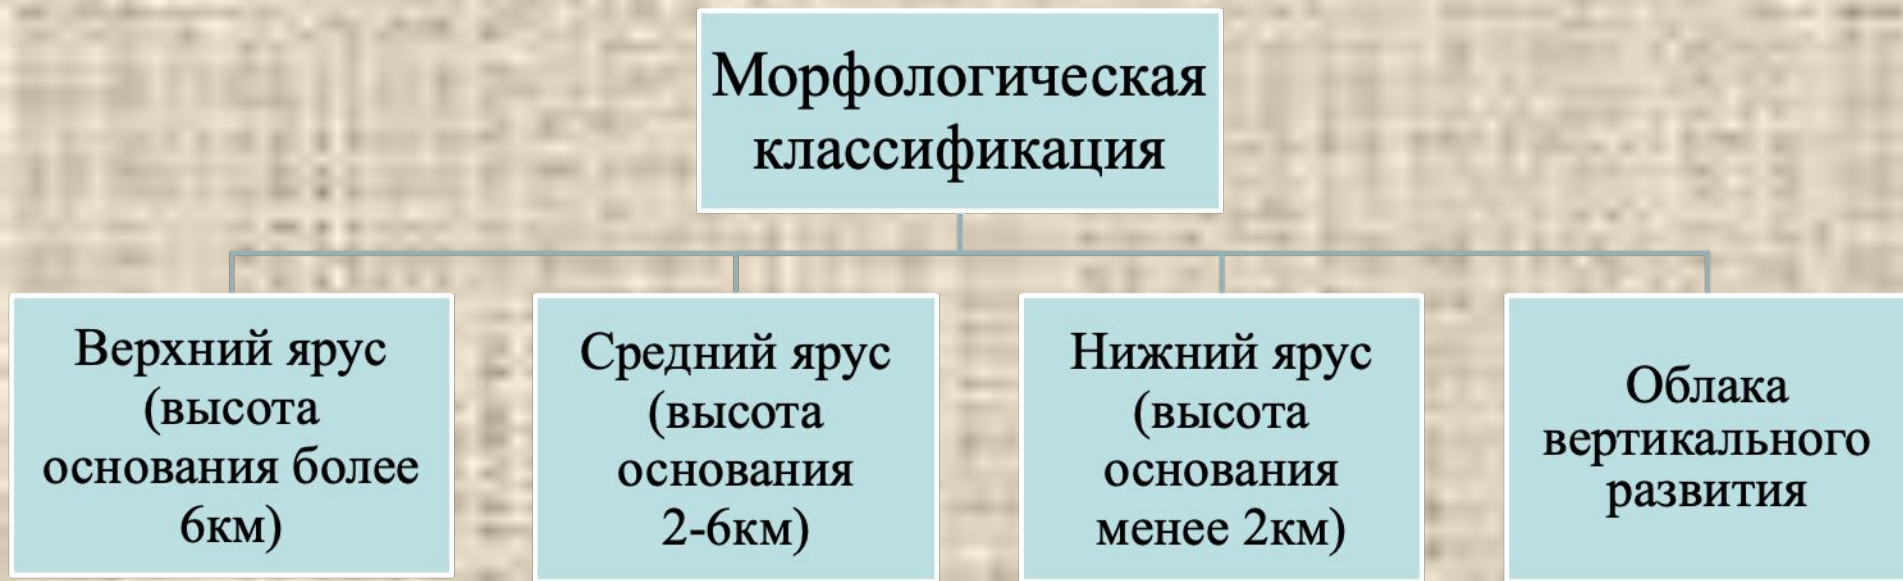 Морфологическая
классификация
Верхний ярус
(высота
основания более
6км)
Средний ярус
(высота
основания
2-6км)
Нижний ярус
(высота
основания
менее 2км)
Облака
вертикального
развития